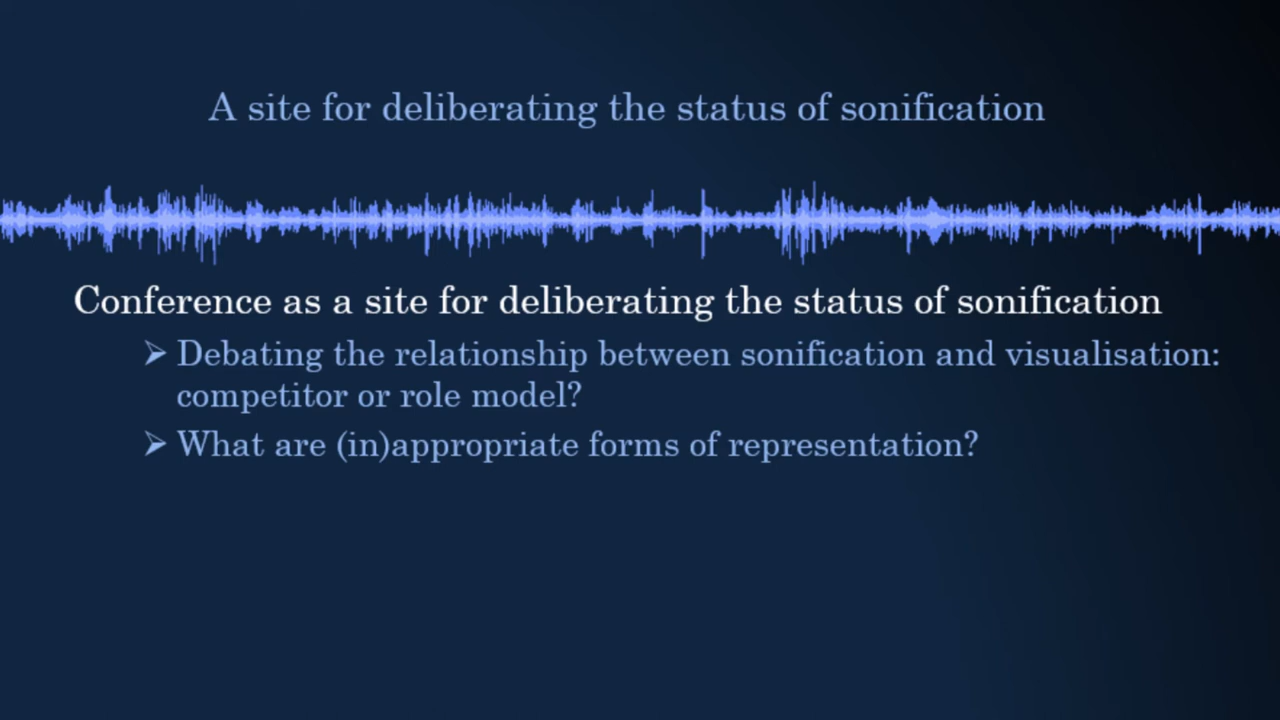 A site for deliberating the status of sonification
Conference as a site for deliberating the status of sonification
➢ Debating the relationship between sonification and visualisation:
competitor or role model?
➢ What are (in)appropriate forms of representation?